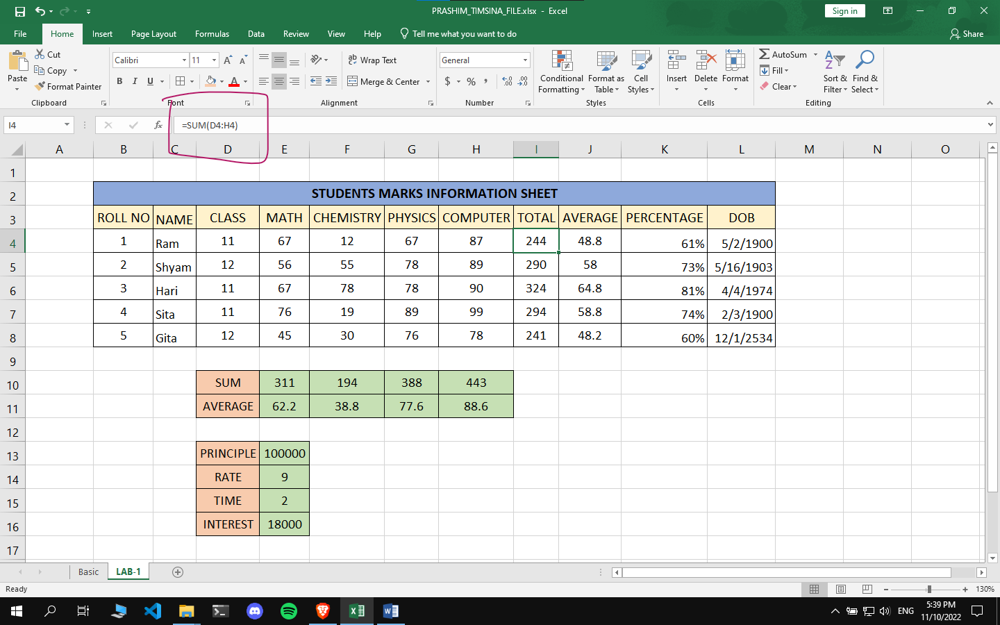 PRASHIM_TIMSINA_FILE.xlsx - Excel
Sign in
File Home Insert Page Layout Formulas Data Review View Help Tell me what you want to do Share
Paste
Cut
Copy
Format Painter
Clipboard
Calibri 11
B I U
Font
Wrap Text
Merge & Center
Alignment
General
$ % ,
Number
Conditional Formatting
Format as Table
Cell Styles
Styles
Insert Delete Format
Cells
AutoSum
Fill
Clear
Sort & Filter
Find & Select
Editing
I4 fx =SUM(D4:H4)
A B C D E F G H I J K L M N O
1
2 STUDENTS MARKS INFORMATION SHEET
3 ROLL NO NAME CLASS MATH CHEMISTRY PHYSICS COMPUTER TOTAL AVERAGE PERCENTAGE DOB
4 1 Ram 11 67 12 67 87 244 48.8 61% 5/2/1900
5 2 Shyam 12 56 55 78 89 290 58 73% 5/16/1903
6 3 Hari 11 67 78 78 90 324 64.8 81% 4/4/1974
7 4 Sita 11 76 19 89 99 294 58.8 74% 2/3/1900
8 5 Gita 12 45 30 76 78 241 48.2 60% 12/1/2534
9
10 SUM 311 194 388 443
11 AVERAGE 62.2 38.8 77.6 88.6
12
13 PRINCIPLE 100000
14 RATE 9
15 TIME 2
16 INTEREST 18000
17
Basic LAB-1
Ready 130%
ENG
5:39 PM
11/10/2022